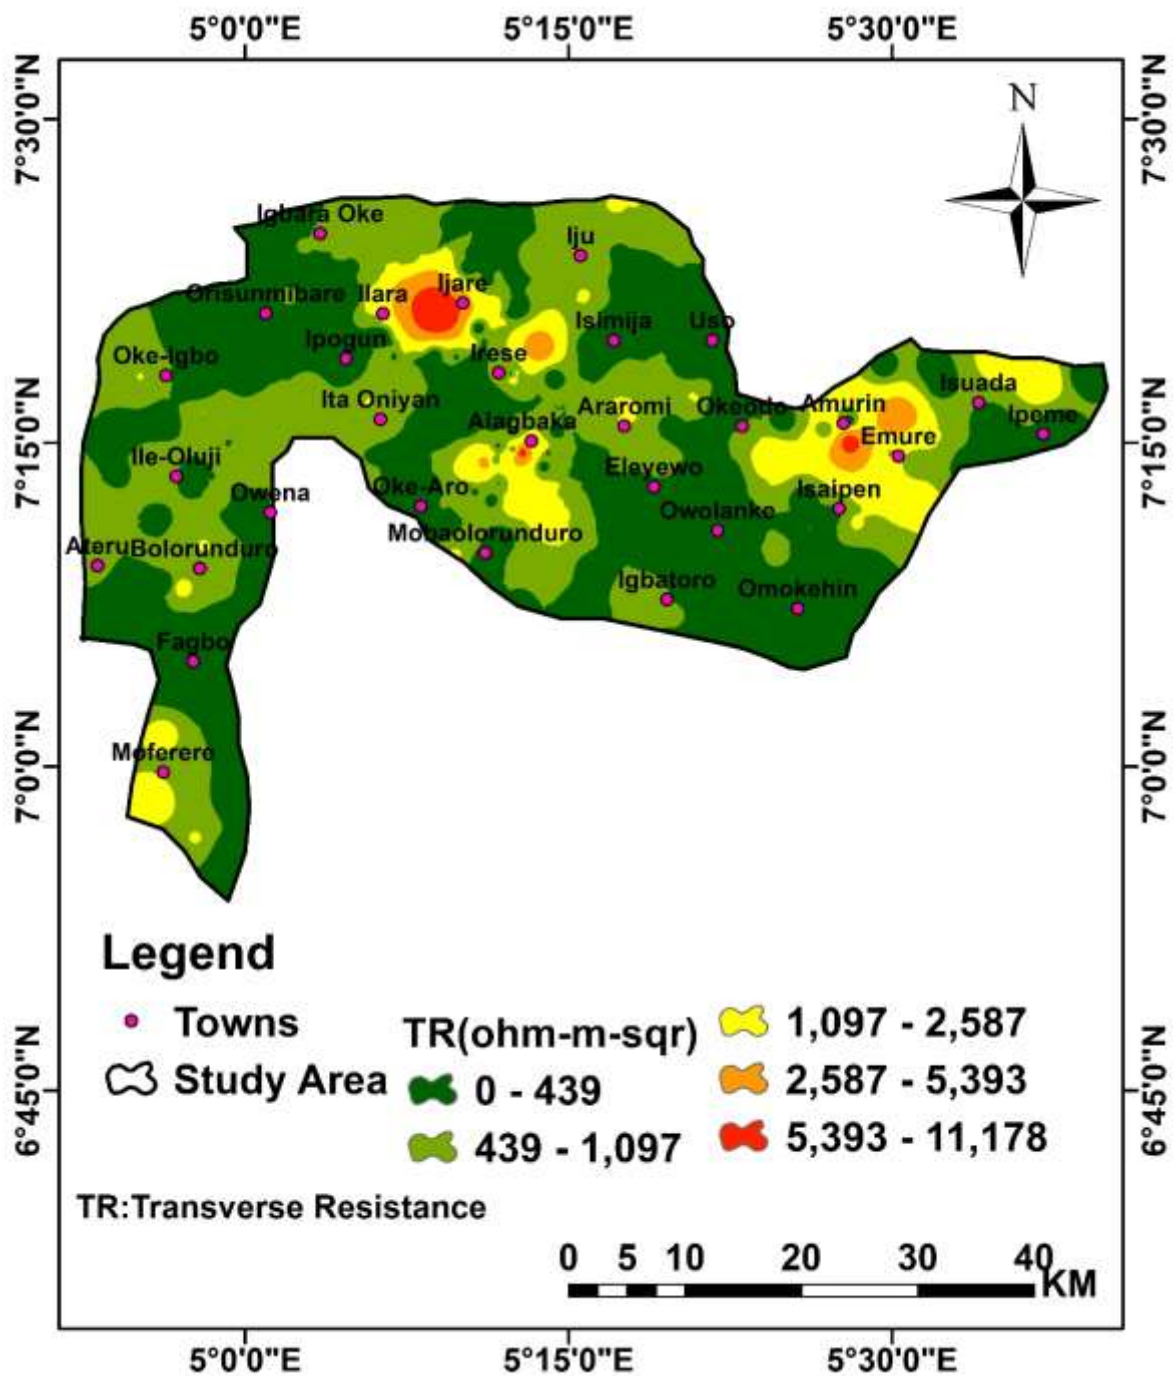 5°0'0"E 5°15'0"E 5°30'0"E
7°30'0"N 7°30'0"N
N
Igbara Oke
Iju
Orisunmibare Ilara Ijare
Isimija Uso
Ipogun Irese
Oke-Igbo
Isuada
Ita Oniyan Araromi Okeodo Amurin Ipeme
Alagbaka Emure
7°15'0"N 7°15'0"N
Ile-Oluji Eleyewo
Owena Oke-Aro Isaipen
Owolanke
Ateru Bolorunduro Mobaolorunduro
Igbatoro Omokehin
Fagbo
Moferere
7°0'0"N 7°0'0"N
Legend
Towns
Study Area
TR(ohm-m-sqr)
0 - 439
439 - 1,097
1,097 - 2,587
2,587 - 5,393
5,393 - 11,178
6°45'0"N 6°45'0"N
TR:Transverse Resistance
0 5 10 20 30 40
KM
5°0'0"E 5°15'0"E 5°30'0"E